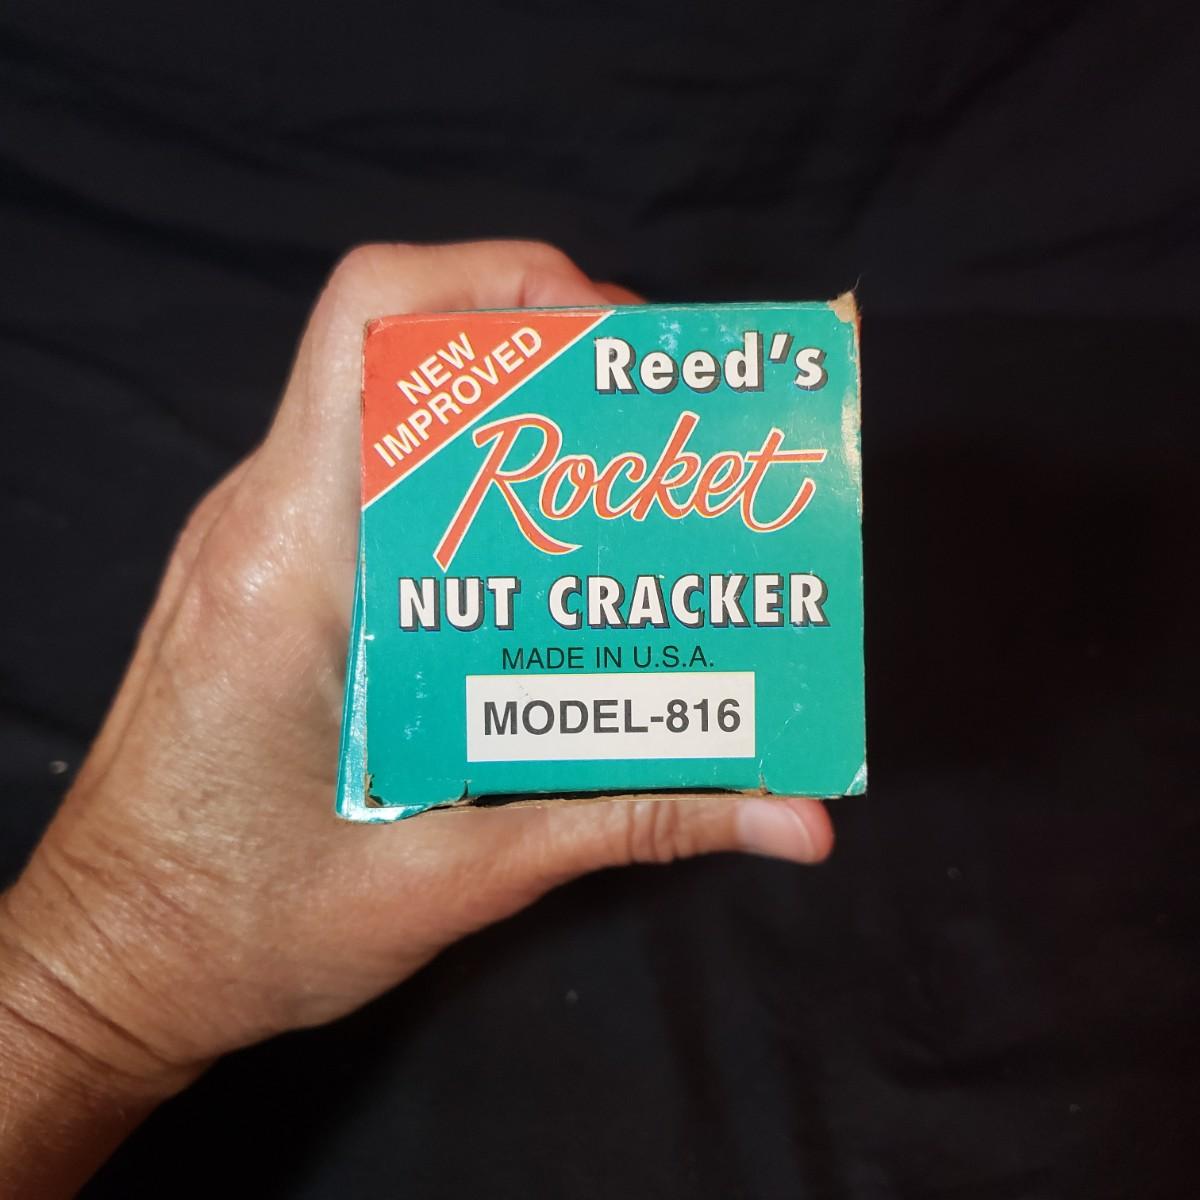 NEW
IMPROVED
Reed's
Rocket
NUT CRACKER
MADE IN U.S.A.
MODEL-816